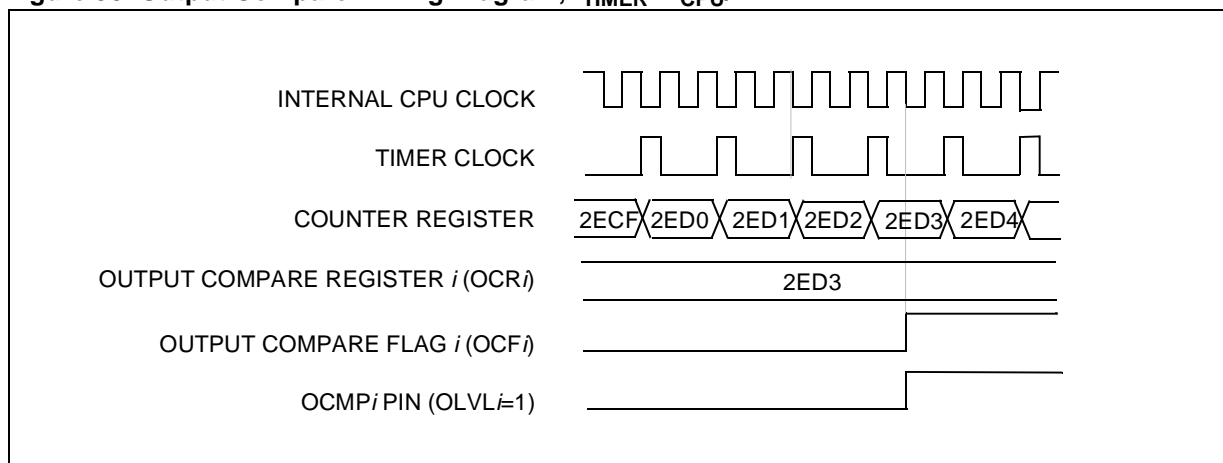 INTERNAL CPU CLOCK
TIMER CLOCK
COUNTER REGISTER 2ECF 2ED0 2ED1 2ED2 2ED3 2ED4
OUTPUT COMPARE REGISTER i (OCRi) 2ED3
OUTPUT COMPARE FLAG i (OCFi)
OCMPi PIN (OLVLi=1)